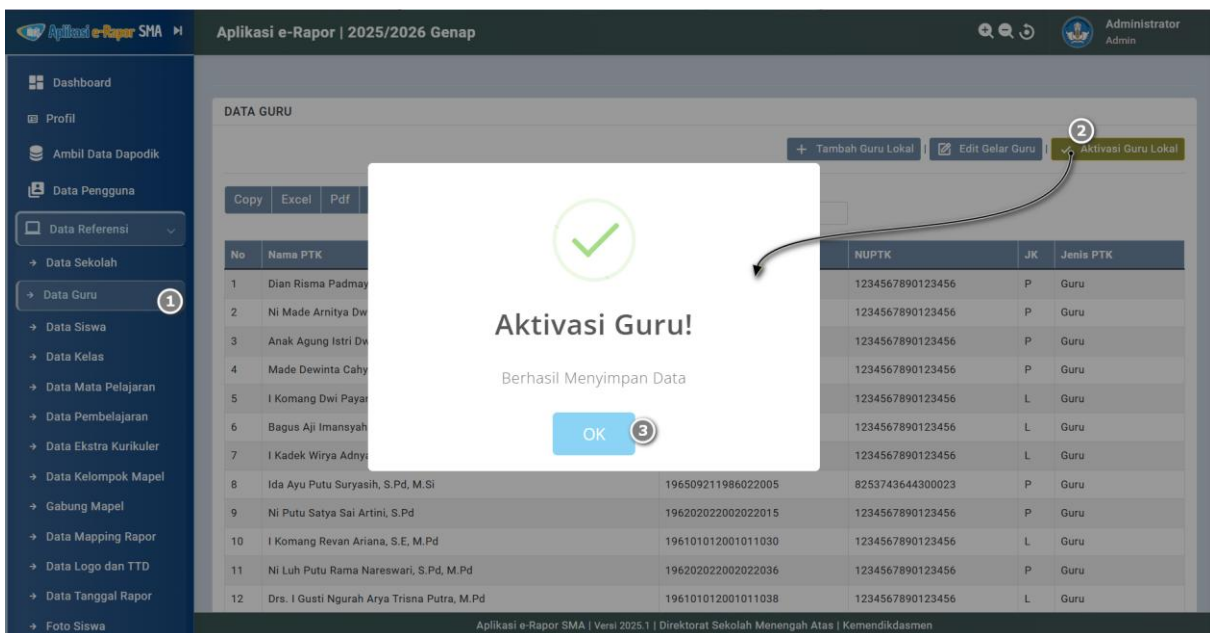 Aplikasi e-Rapor SMA
Aplikasi e-Rapor | 2025/2026 Genap
Administrator
Admin
Dashboard
Profil
Ambil Data Dapodik
Data Pengguna
Data Referensi
Data Sekolah
Data Guru
1
Data Siswa
Data Kelas
Data Mata Pelajaran
Data Pembelajaran
Data Ekstra Kurikuler
Data Kelompok Mapel
Gabung Mapel
Data Mapping Rapor
Data Logo dan TTD
Data Tanggal Rapor
Foto Siswa
DATA GURU
2
+ Tambah Guru Lokal | Edit Gelar Guru | Aktivasi Guru Lokal
Copy Excel Pdf
No Nama PTK NUPTK JK Jenis PTK
1 Dian Risma Padmay 1234567890123456 P Guru
2 Ni Made Arnitya Dw 1234567890123456 P Guru
3 Anak Agung Istri Dw 1234567890123456 P Guru
4 Made Dewinta Cahy 1234567890123456 P Guru
5 I Komang Dwi Payar 1234567890123456 L Guru
6 Bagus Aji Imansyah 1234567890123456 L Guru
7 I Kadek Wirya Adnya 1234567890123456 L Guru
8 Ida Ayu Putu Suryasih, S.Pd, M.Si 196509211986022005 8253743644300023 P Guru
9 Ni Putu Satya Sai Artini, S.Pd 196202022002022015 1234567890123456 P Guru
10 I Komang Revan Ariana, S.E, M.Pd 196101012001011030 1234567890123456 L Guru
11 Ni Luh Putu Rama Nareswari, S.Pd, M.Pd 196202022002022036 1234567890123456 P Guru
12 Drs. I Gusti Ngurah Arya Trisna Putra, M.Pd 196101012001011038 1234567890123456 L Guru
Aktivasi Guru!
Berhasil Menyimpan Data
OK 3
Aplikasi e-Rapor SMA | Versi 2025.1 | Direktorat Sekolah Menengah Atas | Kemendikdasmen